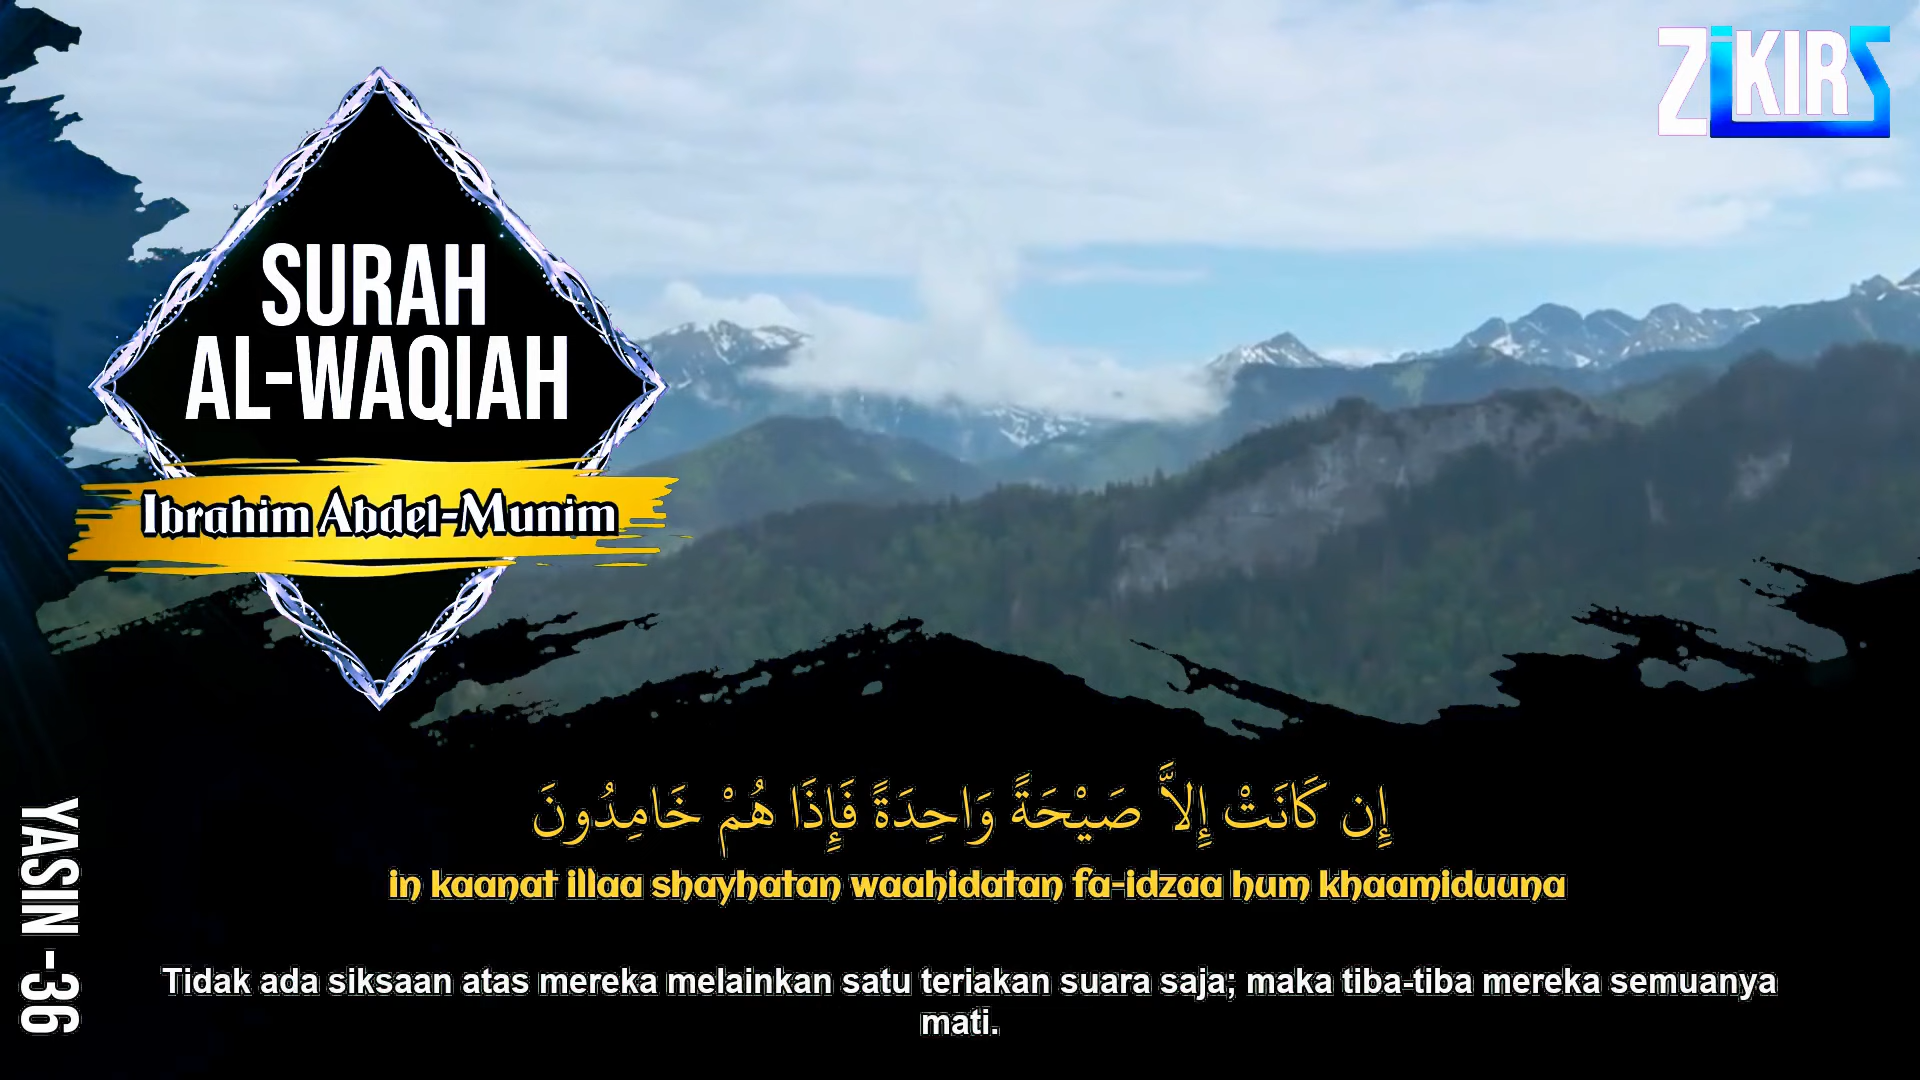 ZIKIRS
SURAH
AL-WAQIAH
Ibrahim Abdel-Munim
إِن كَانَتْ إِلاَّ صَيْحَةً وَاحِدَةً فَإِذَا هُمْ خَامِدُونَ
in kaanat illaa shayhatan waahidatan fa-idzaa hum khaamiduuna
Tidak ada siksaan atas mereka melainkan satu teriakan suara saja; maka tiba-tiba mereka semuanya
mati.
YASIN -36